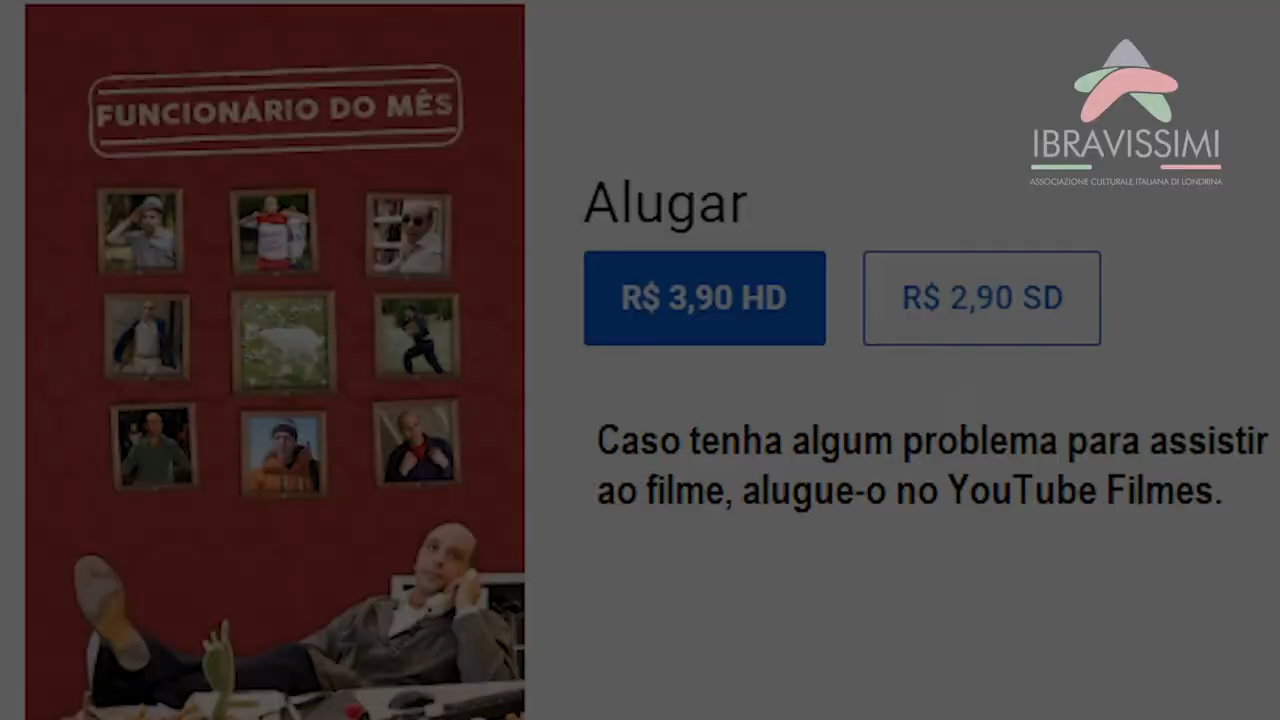 FUNCIONÁRIO DO MÊS
IBRAVISSIMI
ASSOCIAZIONE CULTURALE ITALIANA DI LONDRINA
Alugar
R$ 3,90 HD
R$ 2,90 SD
Caso tenha algum problema para assistir
ao filme, alugue-o no YouTube Filmes.